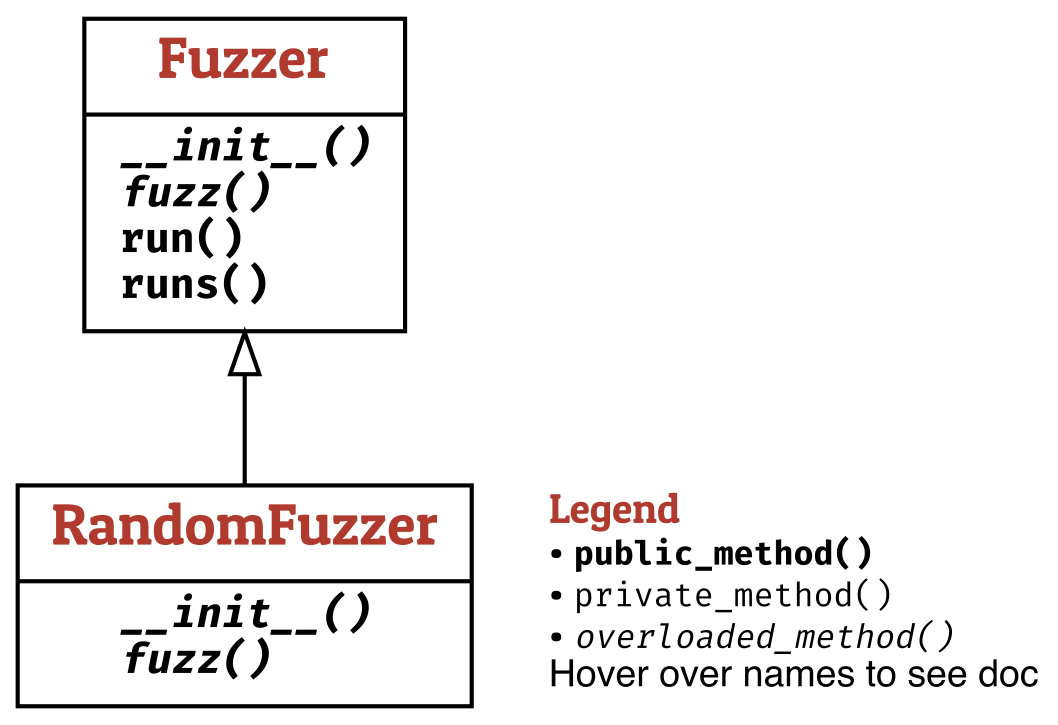 Fuzzer
__init__()
fuzz()
run()
runs()
RandomFuzzer
__init__()
fuzz()
Legend
• public_method()
• private_method()
• overloaded_method()
Hover over names to see doc